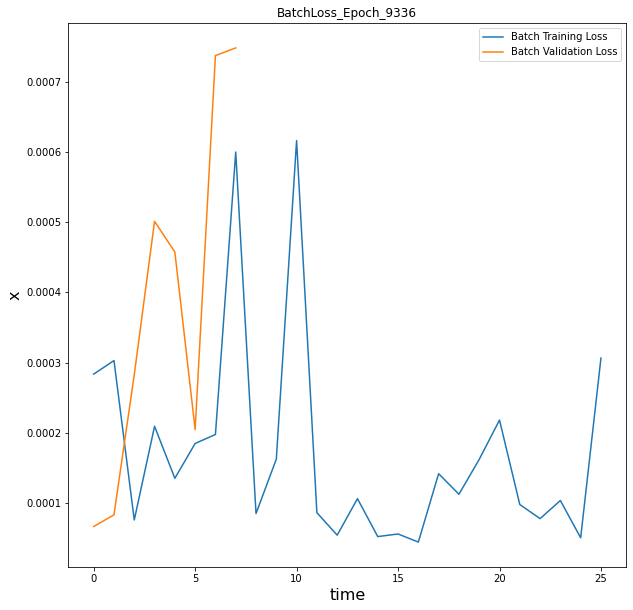 BatchLoss_Epoch_9336
Batch Training Loss
Batch Validation Loss
0.0007
0.0006
0.0005
0.0004
0.0003
0.0002
0.0001
x
0 5 10 15 20 25
time